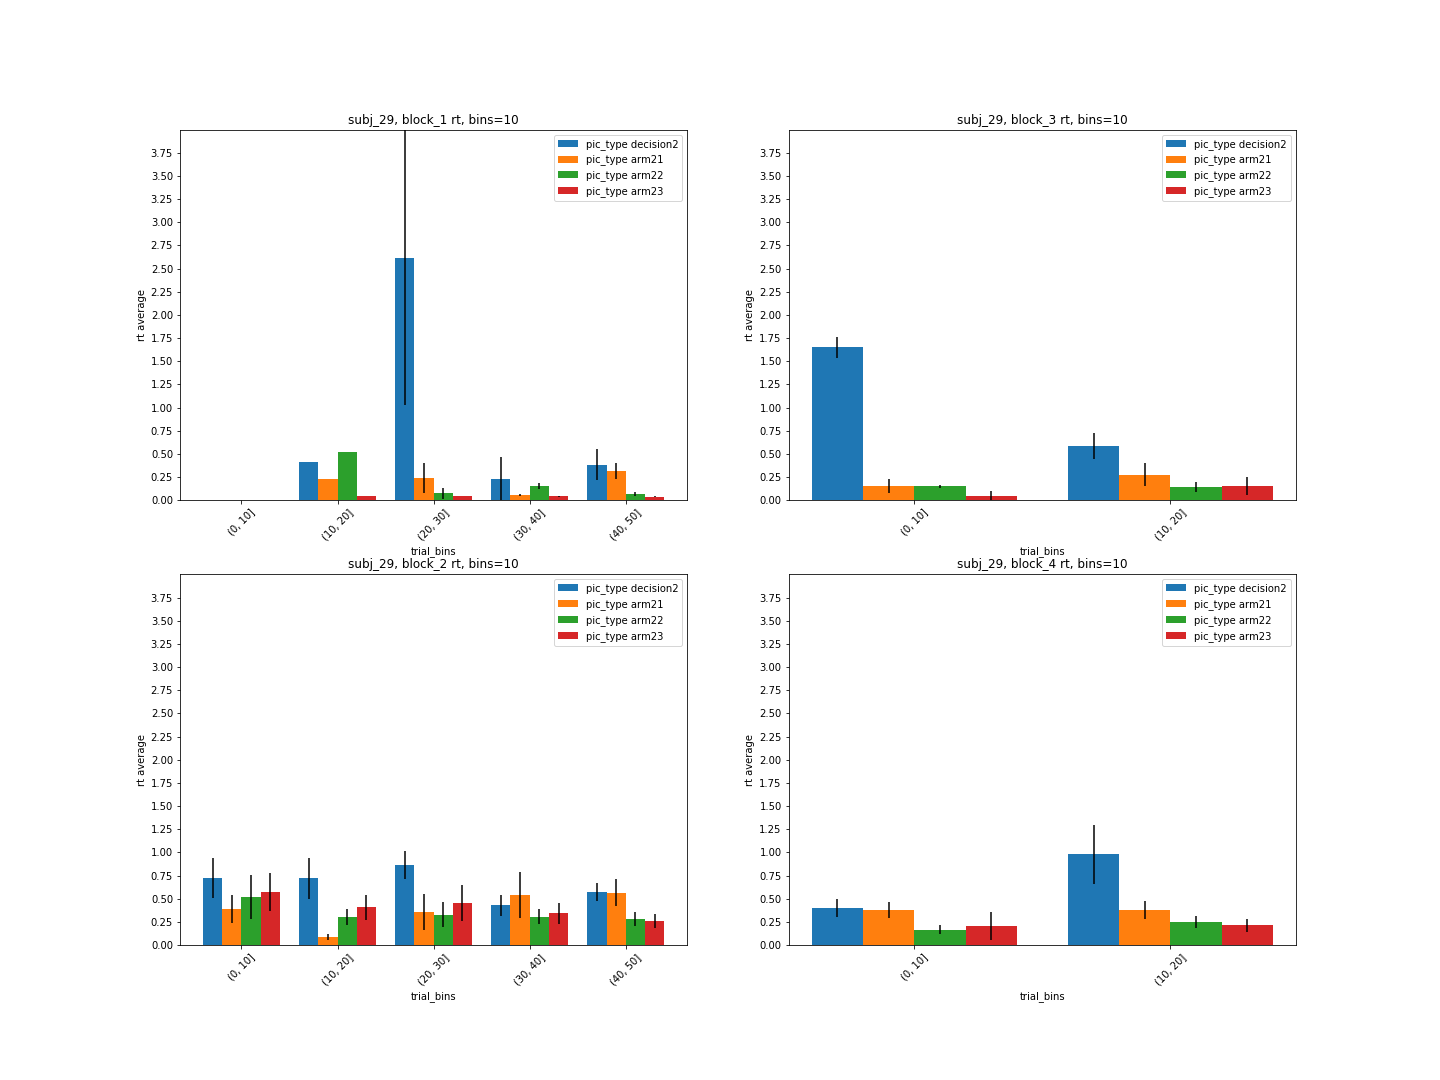 subj_29, block_1 rt, bins=10
3.75
3.50
3.25
3.00
2.75
2.50
2.25
2.00
1.75
1.50
1.25
1.00
0.75
0.50
0.25
0.00
rt average
pic_type decision2
pic_type arm21
pic_type arm22
pic_type arm23
(0, 10]
(10, 20]
(20, 30]
(30, 40]
(40, 50]
trial_bins
subj_29, block_3 rt, bins=10
3.75
3.50
3.25
3.00
2.75
2.50
2.25
2.00
1.75
1.50
1.25
1.00
0.75
0.50
0.25
0.00
rt average
pic_type decision2
pic_type arm21
pic_type arm22
pic_type arm23
(0, 10]
(10, 20]
trial_bins
subj_29, block_2 rt, bins=10
3.75
3.50
3.25
3.00
2.75
2.50
2.25
2.00
1.75
1.50
1.25
1.00
0.75
0.50
0.25
0.00
rt average
pic_type decision2
pic_type arm21
pic_type arm22
pic_type arm23
(0, 10]
(10, 20]
(20, 30]
(30, 40]
(40, 50]
trial_bins
subj_29, block_4 rt, bins=10
3.75
3.50
3.25
3.00
2.75
2.50
2.25
2.00
1.75
1.50
1.25
1.00
0.75
0.50
0.25
0.00
rt average
pic_type decision2
pic_type arm21
pic_type arm22
pic_type arm23
(0, 10]
(10, 20]
trial_bins